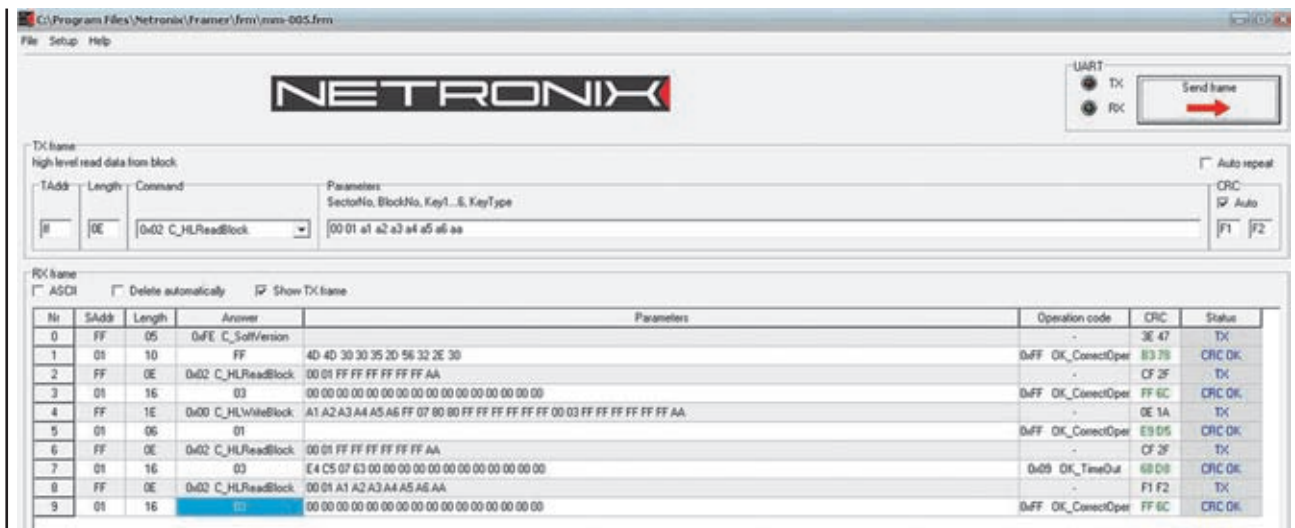 C:\Program Files\Netronix\Framer\frm\mm-005.frm
File Setup Help
NETRONIX
UART
TX
RX
Send frame
TX frame
high level read data from block
Auto repeat
TAddr Length Command Parameters CRC
SectorNo, BlockNo, Key1...6, KeyType
Auto
ff 0E 0x02 C_HLReadBlock 00 01 a1 a2 a3 a4 a5 a6 aa F1 F2
RX frame
ASCII Delete automatically Show TX frame
Nr SAddr Length Answer Parameters Operation code CRC Status
0 FF 05 0xFE C_SoftVersion - 3E 47 TX
1 01 10 FF 4D 4D 30 30 35 2D 56 32 2E 30 0xFF OK_CorrectOper B3 78 CRC OK
2 FF 0E 0x02 C_HLReadBlock 00 01 FF FF FF FF FF FF AA - CF 2F TX
3 01 16 03 00 00 00 00 00 00 00 00 00 00 00 00 00 00 00 00 0xFF OK_CorrectOper FF 6C CRC OK
4 FF 1E 0x00 C_HLWriteBlock A1 A2 A3 A4 A5 A6 FF 07 80 80 FF FF FF FF FF FF 00 03 FF FF FF FF FF FF AA - 0E 1A TX
5 01 06 01 0xFF OK_CorrectOper E9 D5 CRC OK
6 FF 0E 0x02 C_HLReadBlock 00 01 FF FF FF FF FF FF AA - CF 2F TX
7 01 16 03 E4 C5 07 63 00 00 00 00 00 00 00 00 00 00 00 00 0x09 OK_TimeOut 68 D8 CRC OK
8 FF 0E 0x02 C_HLReadBlock 00 01 A1 A2 A3 A4 A5 A6 AA - F1 F2 TX
9 01 16 03 00 00 00 00 00 00 00 00 00 00 00 00 00 00 00 00 0xFF OK_CorrectOper FF 6C CRC OK